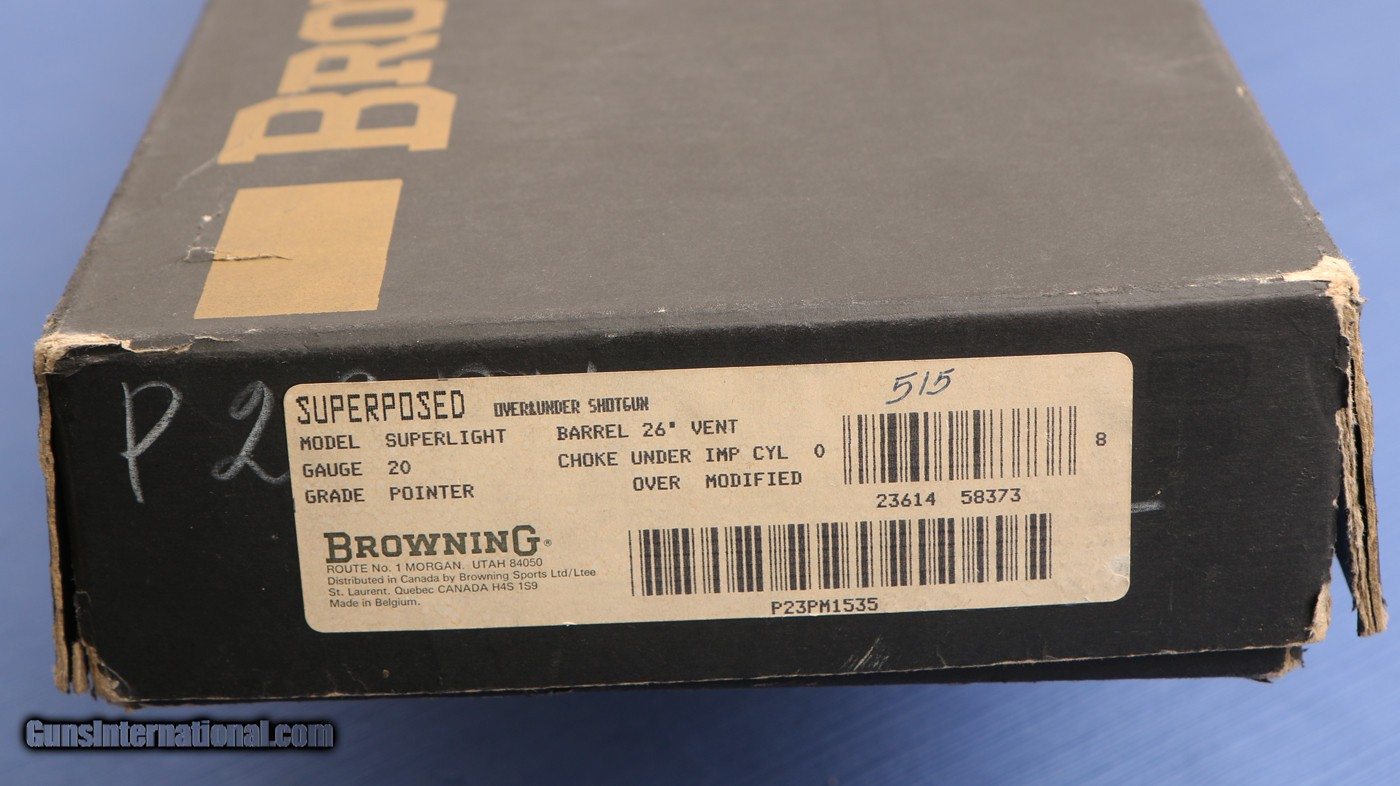 BRO
P 2
515
SUPERPOSED OVER&UNDER SHOTGUN
MODEL SUPERLIGHT BARREL 26" VENT
GAUGE 20 CHOKE UNDER IMP CYL
GRADE POINTER OVER MODIFIED
0 8
23614 58373
BROWNING®
ROUTE No. 1 MORGAN, UTAH 84050
Distributed in Canada by Browning Sports Ltd/Ltee
St. Laurent, Quebec CANADA H4S 1S9
Made in Belgium.
P23PM1535
GunsInternational.com